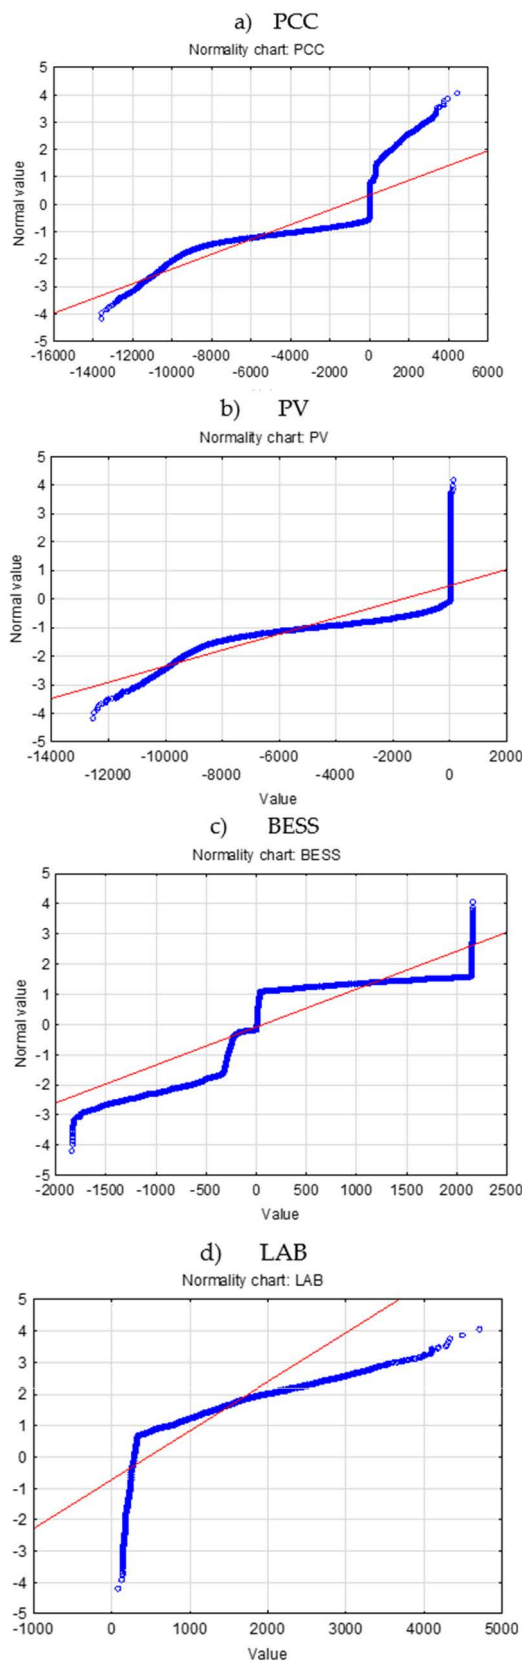 a) PCC
Normality chart: PCC
Normal value
5
4
3
2
1
0
-1
-2
-3
-4
-5
-16000 -12000 -8000 -4000 0 4000
-14000 -10000 -6000 -2000 2000 6000
b) PV
Normality chart: PV
Normal value
5
4
3
2
1
0
-1
-2
-3
-4
-5
-14000 -10000 -6000 -2000 2000
-12000 -8000 -4000 0
Value
c) BESS
Normality chart: BESS
Normal value
5
4
3
2
1
0
-1
-2
-3
-4
-5
-2000 -1500 -1000 -500 0 500 1000 1500 2000 2500
Value
d) LAB
Normality chart: LAB
Normal value
5
4
3
2
1
0
-1
-2
-3
-4
-5
-1000 0 1000 2000 3000 4000 5000
Value